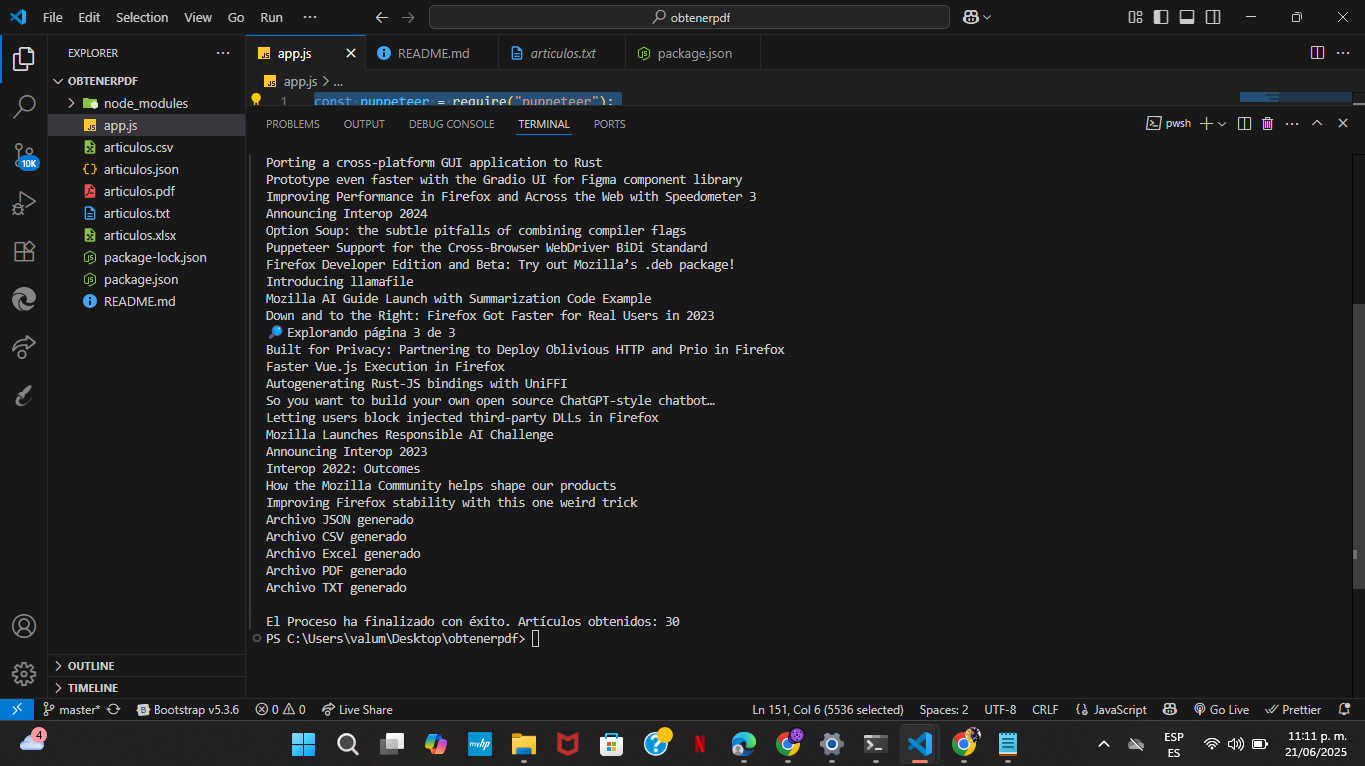 File Edit Selection View Go Run ··· obtenerpdf
EXPLORER ···
OBTENERPDF
node_modules
app.js
articulos.csv
articulos.json
articulos.pdf
articulos.txt
articulos.xlsx
package-lock.json
package.json
README.md
10K
OUTLINE
TIMELINE
app.js README.md articulos.txt package.json
app.js > ...
1 const puppeteer = require("puppeteer");
PROBLEMS OUTPUT DEBUG CONSOLE TERMINAL PORTS pwsh
Porting a cross-platform GUI application to Rust
Prototype even faster with the Gradio UI for Figma component library
Improving Performance in Firefox and Across the Web with Speedometer 3
Announcing Interop 2024
Option Soup: the subtle pitfalls of combining compiler flags
Puppeteer Support for the Cross-Browser WebDriver BiDi Standard
Firefox Developer Edition and Beta: Try out Mozilla’s .deb package!
Introducing llamafile
Mozilla AI Guide Launch with Summarization Code Example
Down and to the Right: Firefox Got Faster for Real Users in 2023
🔎 Explorando página 3 de 3
Built for Privacy: Partnering to Deploy Oblivious HTTP and Prio in Firefox
Faster Vue.js Execution in Firefox
Autogenerating Rust-JS bindings with UniFFI
So you want to build your own open source ChatGPT-style chatbot…
Letting users block injected third-party DLLs in Firefox
Mozilla Launches Responsible AI Challenge
Announcing Interop 2023
Interop 2022: Outcomes
How the Mozilla Community helps shape our products
Improving Firefox stability with this one weird trick
Archivo JSON generado
Archivo CSV generado
Archivo Excel generado
Archivo PDF generado
Archivo TXT generado
El Proceso ha finalizado con éxito. Artículos obtenidos: 30
PS C:\Users\valum\Desktop\obtenerpdf>
master* Bootstrap v5.3.6 0 0 Live Share Ln 151, Col 6 (5536 selected) Spaces: 2 UTF-8 CRLF {} JavaScript Go Live Prettier
4 myhp N ESP 11:11 p. m.
ES 21/06/2025